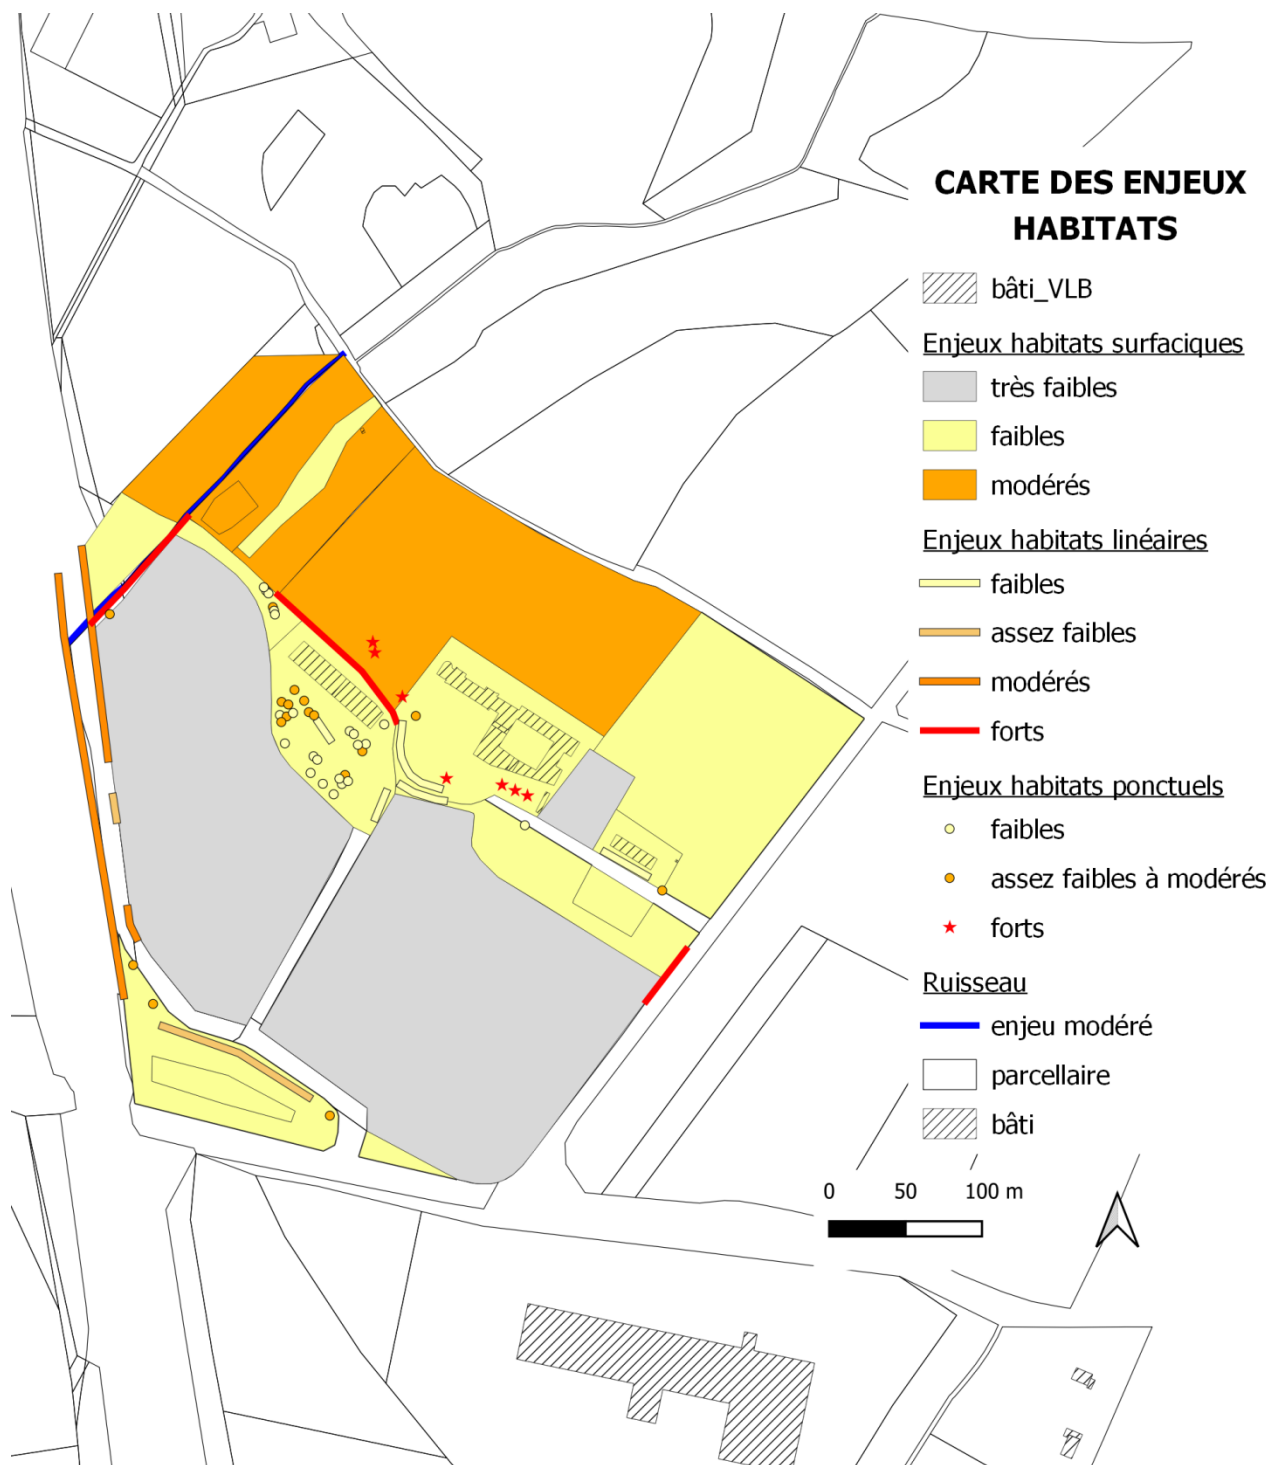 CARTE DES ENJEUX
HABITATS
bâti_VLB
Enjeux habitats surfaciques
très faibles
faibles
modérés
Enjeux habitats linéaires
faibles
assez faibles
modérés
forts
Enjeux habitats ponctuels
faibles
assez faibles à modérés
forts
Ruisseau
enjeu modéré
parcellaire
bâti
0 50 100 m